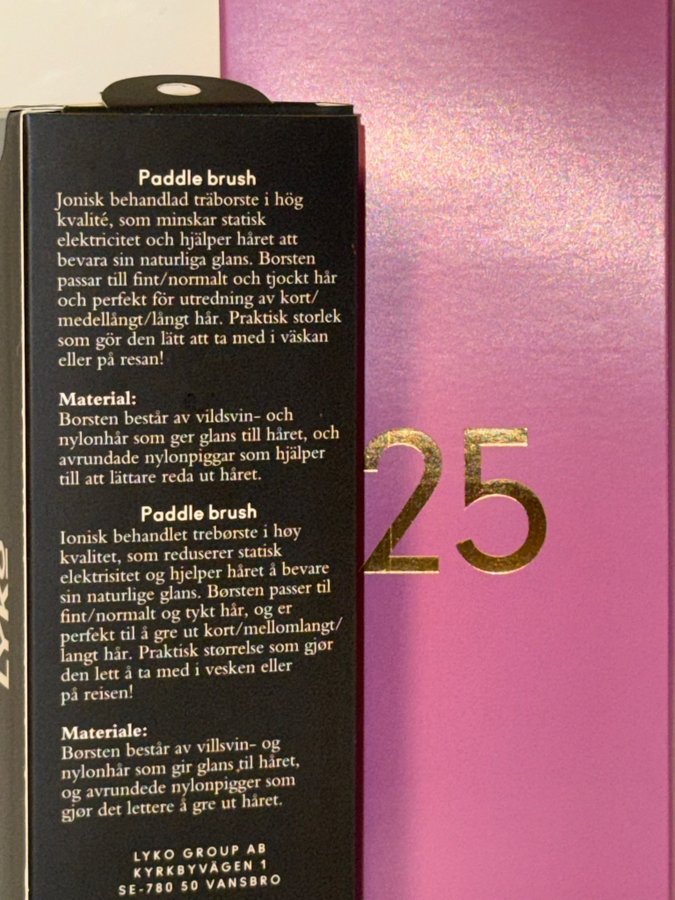 Paddle brush
Jonisk behandlad träborste i hög
kvalité, som minskar statisk
elektricitet och hjälper håret att
bevara sin naturliga glans. Borsten
passar till fint/normalt och tjockt hår
och perfekt för utredning av kort/
medellångt/långt hår. Praktisk storlek
som gör den lätt att ta med i väskan
eller på resan!
Material:
Borsten består av vildsvin- och
nylonhår som ger glans till håret, och
avrundade nylonpiggar som hjälper
till att lättare reda ut håret.
Paddle brush
Ionisk behandlet trebørste i høy
kvalitet, som reduserer statisk
elektrisitet og hjelper håret å bevare
sin naturlige glans. Børsten passer til
fint/normalt og tykt hår, og er
perfekt til å gre ut kort/mellomlangt/
langt hår. Praktisk størrelse som gjør
den lett å ta med i vesken eller
på reisen!
Materiale:
Børsten består av villsvin- og
nylonhår som gir glans til håret,
og avrundede nylonpigger som
gjør det lettere å gre ut håret.
LYKO GROUP AB
KYRKBYVÄGEN 1
SE-780 50 VANSBRO
LYKO
25